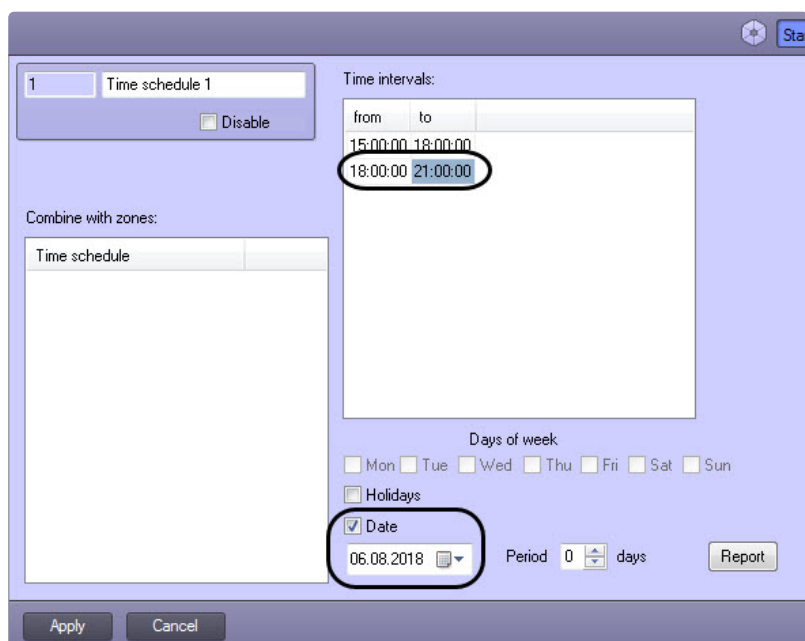 Sta
1 Time schedule 1
Disable
Time intervals:
from to
15:00:00 18:00:00
18:00:00 21:00:00
Combine with zones:
Time schedule
Days of week
Mon Tue Wed Thu Fri Sat Sun
Holidays
Date
06.08.2018 Period 0 days Report
Apply Cancel